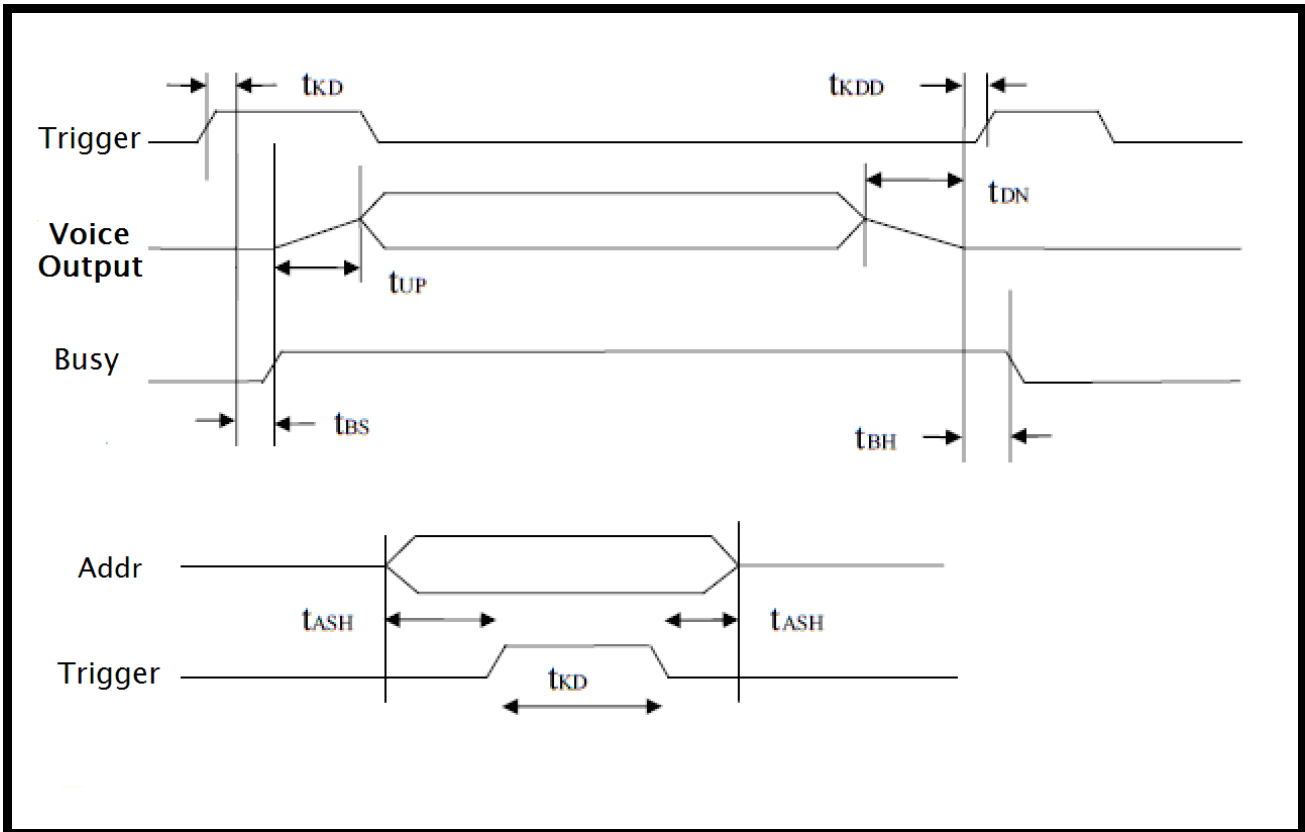 tKD
tKDD
Trigger
tDN
Voice
Output
tUP
Busy
tBS
tBH
Addr
tASH
tASH
Trigger
tKD